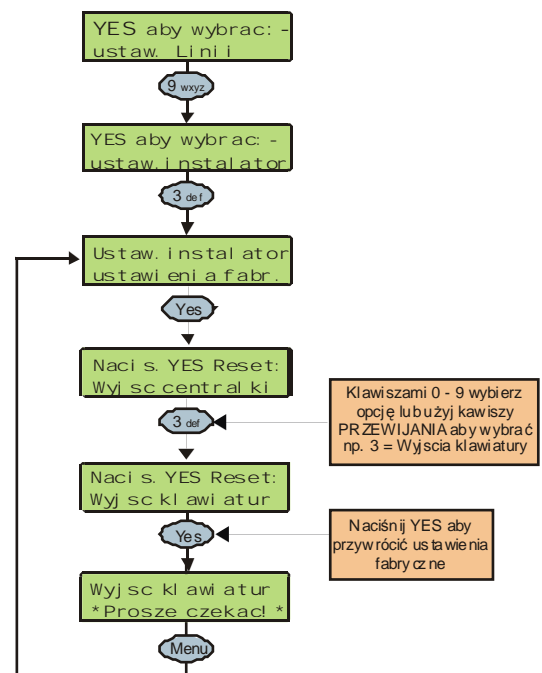 YES aby wybrac: -
ustaw. Linii
9 wxyz
YES aby wybrac: -
ustaw.instalator
3 def
Ustaw.instalator
ustawienia fabr.
Yes
Nacis. YES Reset:
Wyjsc centralki
Klawiszami 0 - 9 wybierz
opcję lub użyj kawiszy
PRZEWIJANIA aby wybrać
np. 3 = Wyjscia klawiatury
3 def
Nacis. YES Reset:
Wyjsc klawiatur
Naciśnij YES aby
przywrócić ustawienia
fabryczne
Yes
Wyjsc klawiatur
*Prosze czekac! *
Menu